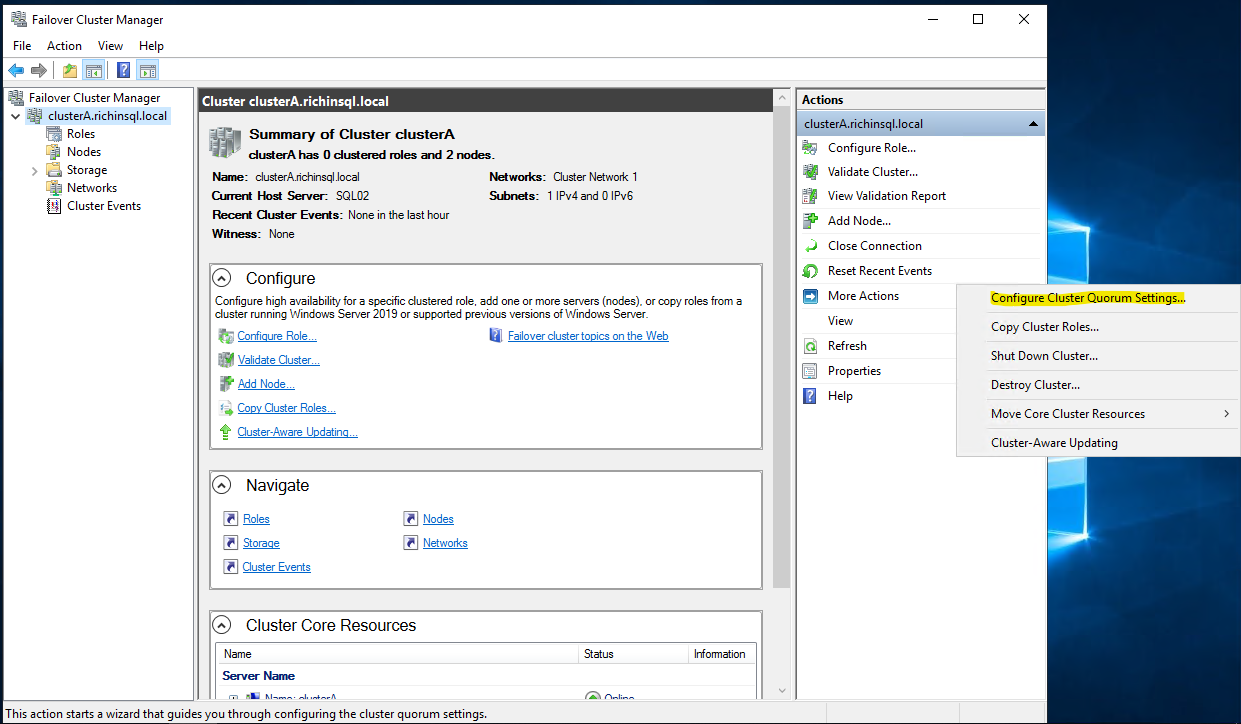 Failover Cluster Manager
File Action View Help
Failover Cluster Manager
clusterA.richinsql.local
Roles
Nodes
Storage
Networks
Cluster Events
Cluster clusterA.richinsql.local
Summary of Cluster clusterA
clusterA has 0 clustered roles and 2 nodes.
Name: clusterA.richinsql.local Networks: Cluster Network 1
Current Host Server: SQL02 Subnets: 1 IPv4 and 0 IPv6
Recent Cluster Events: None in the last hour
Witness: None
Configure
Configure high availability for a specific clustered role, add one or more servers (nodes), or copy roles from a
cluster running Windows Server 2019 or supported previous versions of Windows Server.
Configure Role... Failover cluster topics on the Web
Validate Cluster...
Add Node...
Copy Cluster Roles...
Cluster-Aware Updating...
Navigate
Roles Nodes
Storage Networks
Cluster Events
Cluster Core Resources
Name Status Information
Server Name
Name: clusterA Online
Actions
clusterA.richinsql.local
Configure Role...
Validate Cluster...
View Validation Report
Add Node...
Close Connection
Reset Recent Events
More Actions
View
Refresh
Properties
Help
Configure Cluster Quorum Settings...
Copy Cluster Roles...
Shut Down Cluster...
Destroy Cluster...
Move Core Cluster Resources
Cluster-Aware Updating
This action starts a wizard that guides you through configuring the cluster quorum settings.